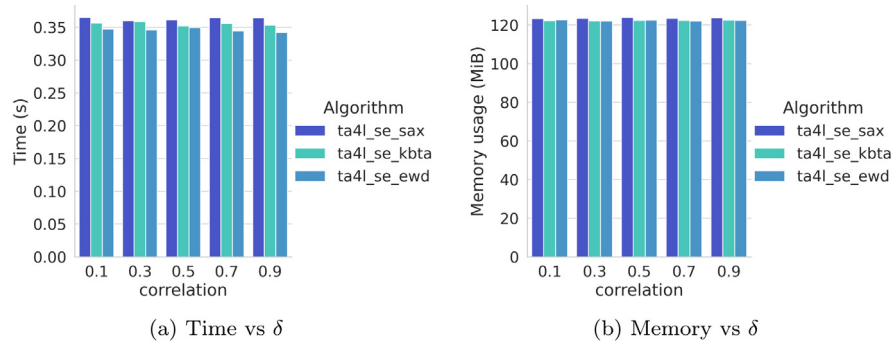 0.35
0.30
0.25
0.20
0.15
0.10
0.05
0.00
Time (s)
0.1 0.3 0.5 0.7 0.9
correlation
Algorithm
ta4l_se_sax
ta4l_se_kbta
ta4l_se_ewd
(a) Time vs δ
120
100
80
60
40
20
0
Memory usage (MiB)
0.1 0.3 0.5 0.7 0.9
correlation
Algorithm
ta4l_se_sax
ta4l_se_kbta
ta4l_se_ewd
(b) Memory vs δ